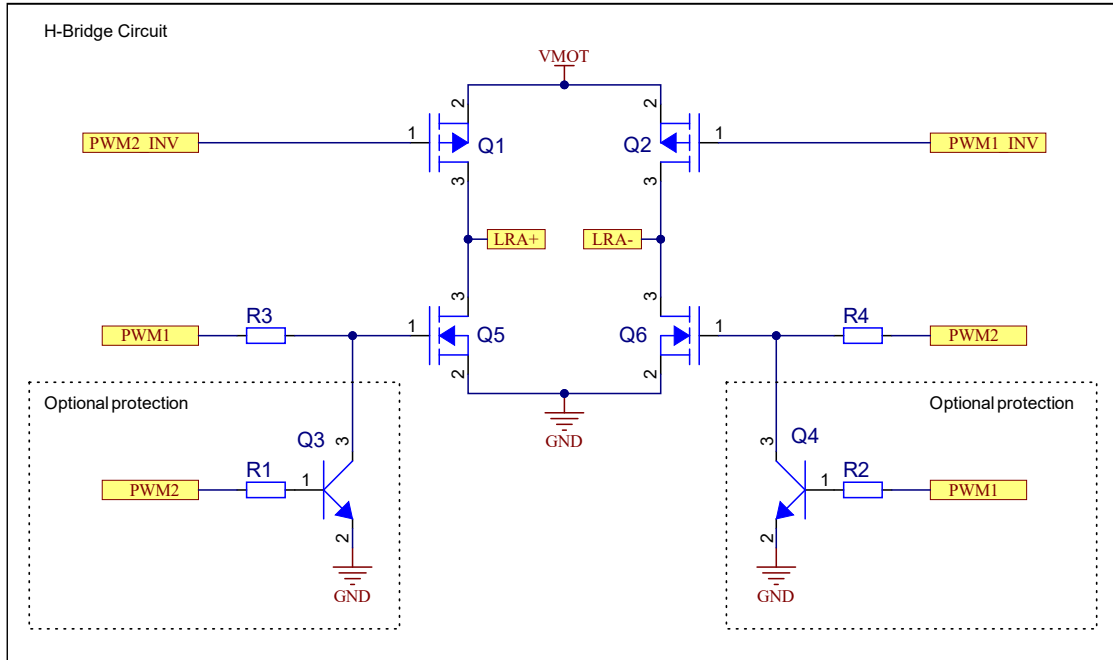 H-Bridge Circuit
VMOT
2
2
PWM2_INV
1
Q1
Q2
1
PWM1_INV
3
3
LRA+
LRA-
3
3
PWM1
R3
1
Q5
Q6
1
R4
PWM2
2
2
Optional protection
GND
Optional protection
Q3
3
3
Q4
PWM2
R1
1
1
R2
PWM1
2
2
GND
GND